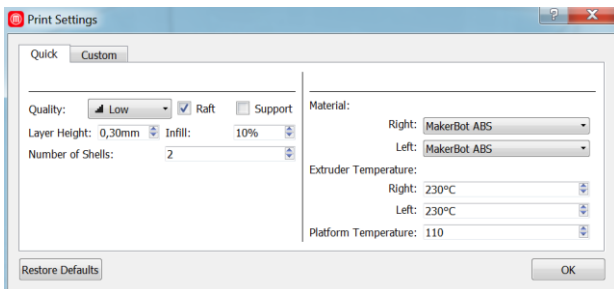 Print Settings
Quick Custom
Quality: Low Raft Support
Layer Height: 0,30mm Infill: 10%
Number of Shells: 2
Material:
Right: MakerBot ABS
Left: MakerBot ABS
Extruder Temperature:
Right: 230°C
Left: 230°C
Platform Temperature: 110
Restore Defaults OK